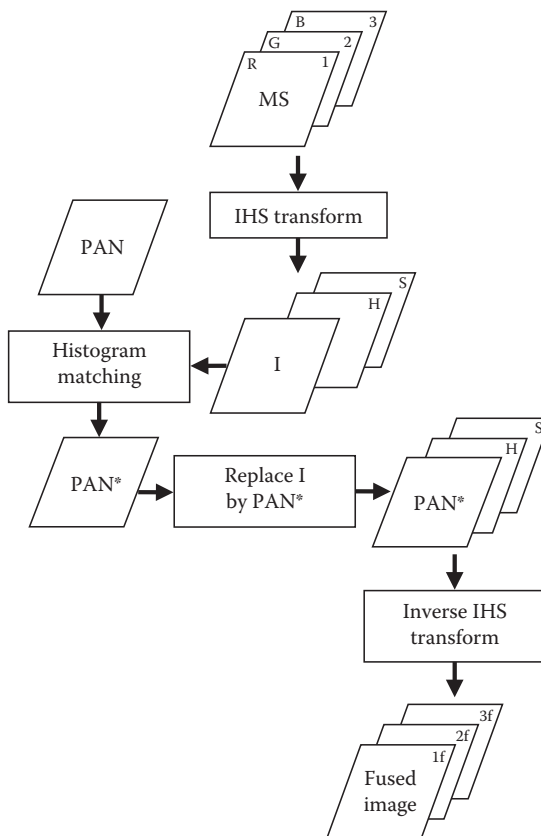 B 3
G 2
R 1
MS
IHS transform
PAN
S
H
I
Histogram
matching
PAN*
Replace I
by PAN*
S
H
PAN*
Inverse IHS
transform
3f
2f
1f
Fused
image